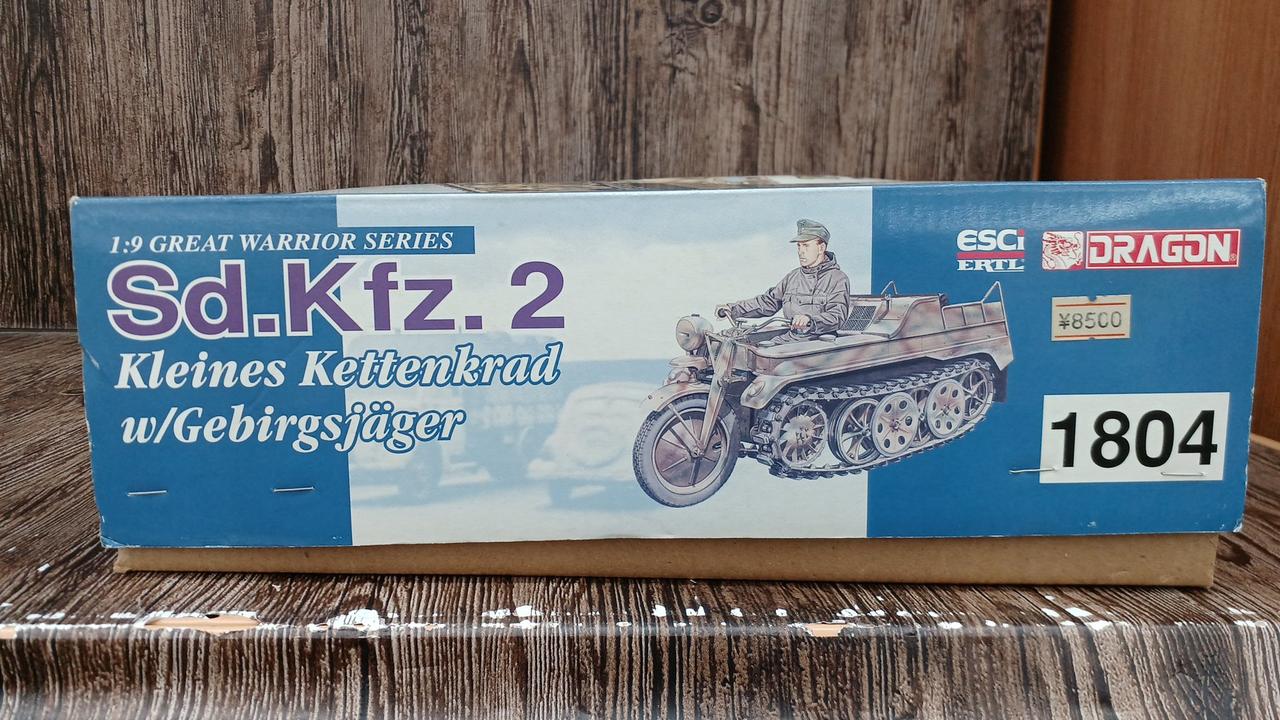 1:9 GREAT WARRIOR SERIES
Sd.Kfz. 2
Kleines Kettenkrad
w/Gebirgsjäger
ESCI
ERTL
DRAGON
¥8500
1804